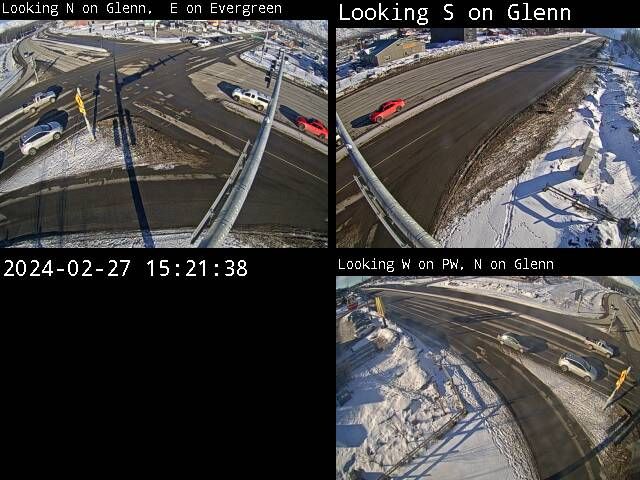 Looking N on Glenn, E on Evergreen
Looking S on Glenn
2024-02-27 15:21:38
Looking W on PW, N on Glenn